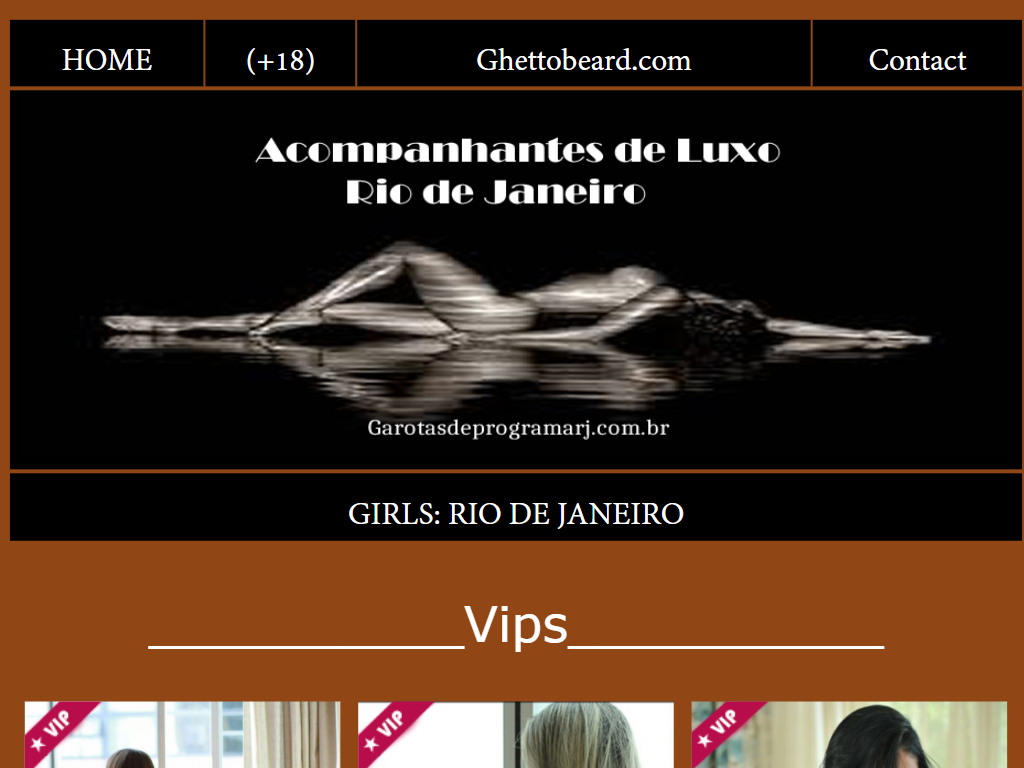 HOME
(+18)
Ghettobeard.com
Contact
Acompanhantes de Luxo
Rio de Janeiro
Garotasdeprogramarj.com.br
GIRLS: RIO DE JANEIRO
____________Vips____________
★ VIP
★ VIP
★ VIP